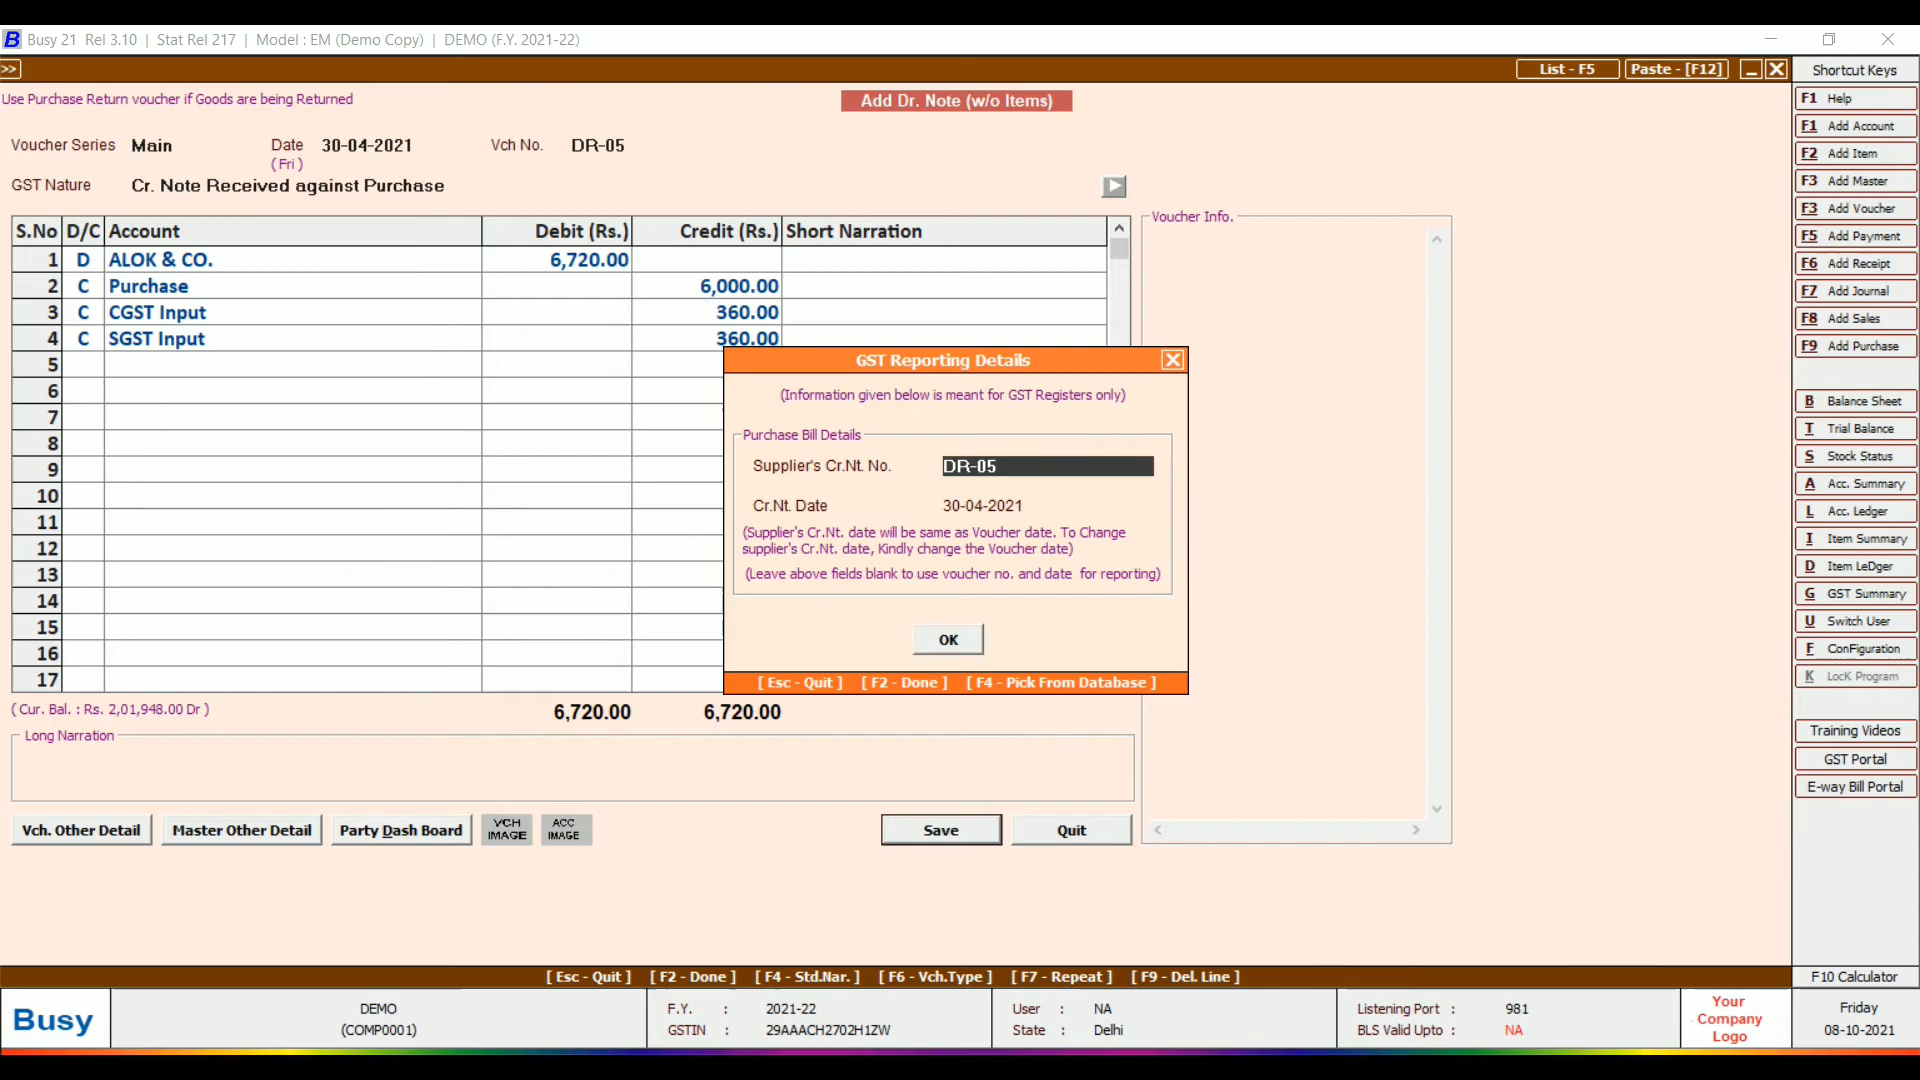 B Busy 21 Rel 3.10 | Stat Rel 217 | Model : EM (Demo Copy) | DEMO (F.Y. 2021-22)
>> List - F5 Paste - [F12] Shortcut Keys
Use Purchase Return voucher if Goods are being Returned
Add Dr. Note (w/o Items)
Voucher Series Main Date 30-04-2021 Vch No. DR-05
( Fri )
GST Nature Cr. Note Received against Purchase
S.No D/C Account Debit (Rs.) Credit (Rs.) Short Narration
1 D ALOK & CO. 6,720.00
2 C Purchase 6,000.00
3 C CGST Input 360.00
4 C SGST Input 360.00
5
6
7
8
9
10
11
12
13
14
15
16
17
( Cur. Bal. : Rs. 2,01,948.00 Dr ) 6,720.00 6,720.00
Long Narration
Voucher Info.
GST Reporting Details
(Information given below is meant for GST Registers only)
Purchase Bill Details
Supplier's Cr.Nt. No. DR-05
Cr.Nt. Date 30-04-2021
(Supplier's Cr.Nt. date will be same as Voucher date. To Change
supplier's Cr.Nt. date, Kindly change the Voucher date)
(Leave above fields blank to use voucher no. and date for reporting)
OK
[ Esc - Quit ] [ F2 - Done ] [ F4 - Pick From Database ]
Vch. Other Detail Master Other Detail Party Dash Board VCH IMAGE ACC IMAGE Save Quit
F1 Help
F1 Add Account
F2 Add Item
F3 Add Master
F3 Add Voucher
F5 Add Payment
F6 Add Receipt
F7 Add Journal
F8 Add Sales
F9 Add Purchase
B Balance Sheet
T Trial Balance
S Stock Status
A Acc. Summary
L Acc. Ledger
I Item Summary
D Item LeDger
G GST Summary
U Switch User
F ConFiguration
K LocK Program
Training Videos
GST Portal
E-way Bill Portal
[ Esc - Quit ] [ F2 - Done ] [ F4 - Std.Nar. ] [ F6 - Vch.Type ] [ F7 - Repeat ] [ F9 - Del. Line ] F10 Calculator
Busy
DEMO
(COMP0001)
F.Y. : 2021-22
GSTIN : 29AAACH2702H1ZW
User : NA
State : Delhi
Listening Port : 981
BLS Valid Upto : NA
Your
Company
Logo
Friday
08-10-2021